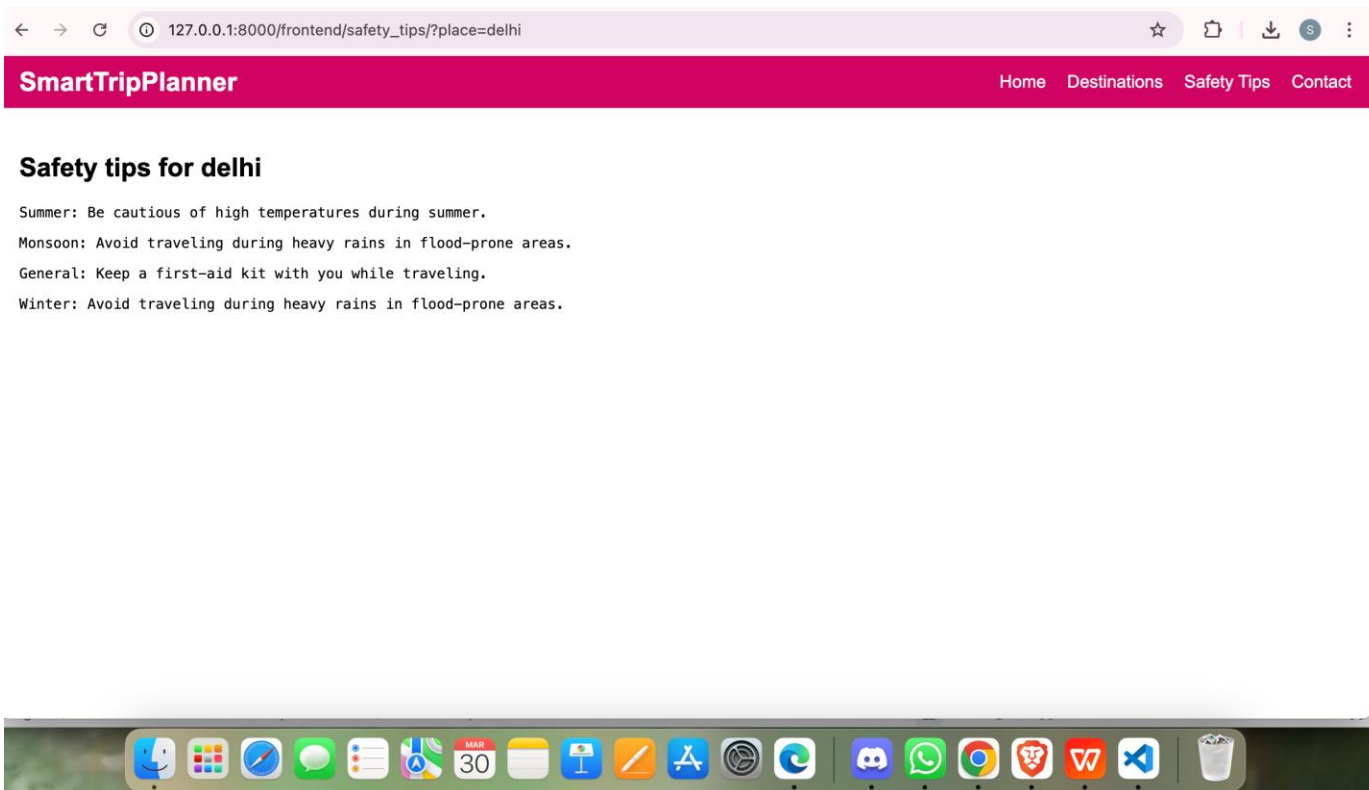 127.0.0.1:8000/frontend/safety_tips/?place=delhi
S
SmartTripPlanner
Home Destinations Safety Tips Contact
Safety tips for delhi
Summer: Be cautious of high temperatures during summer.
Monsoon: Avoid traveling during heavy rains in flood-prone areas.
General: Keep a first-aid kit with you while traveling.
Winter: Avoid traveling during heavy rains in flood-prone areas.
MAR
30